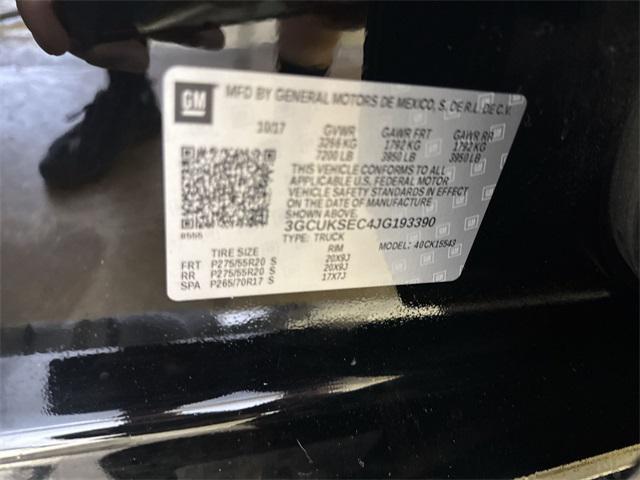 GM
MFD BY GENERAL MOTORS DE MEXICO, S. DE R.L. DE C.V.
10/17 GVWR GAWR FRT GAWR RR
3266 KG 1792 KG 1792 KG
7200 LB 3950 LB 3950 LB
THIS VEHICLE CONFORMS TO ALL
APPLICABLE U.S. FEDERAL MOTOR
VEHICLE SAFETY STANDARDS IN EFFECT
ON THE DATE OF MANUFACTURE
SHOWN ABOVE.
3GCUKSEC4JG193390
TYPE: TRUCK MODEL: 40CK15543
8555
TIRE SIZE RIM
FRT P275/55R20 S 20X9J
RR P275/55R20 S 20X9J
SPA P265/70R17 S 17X7J